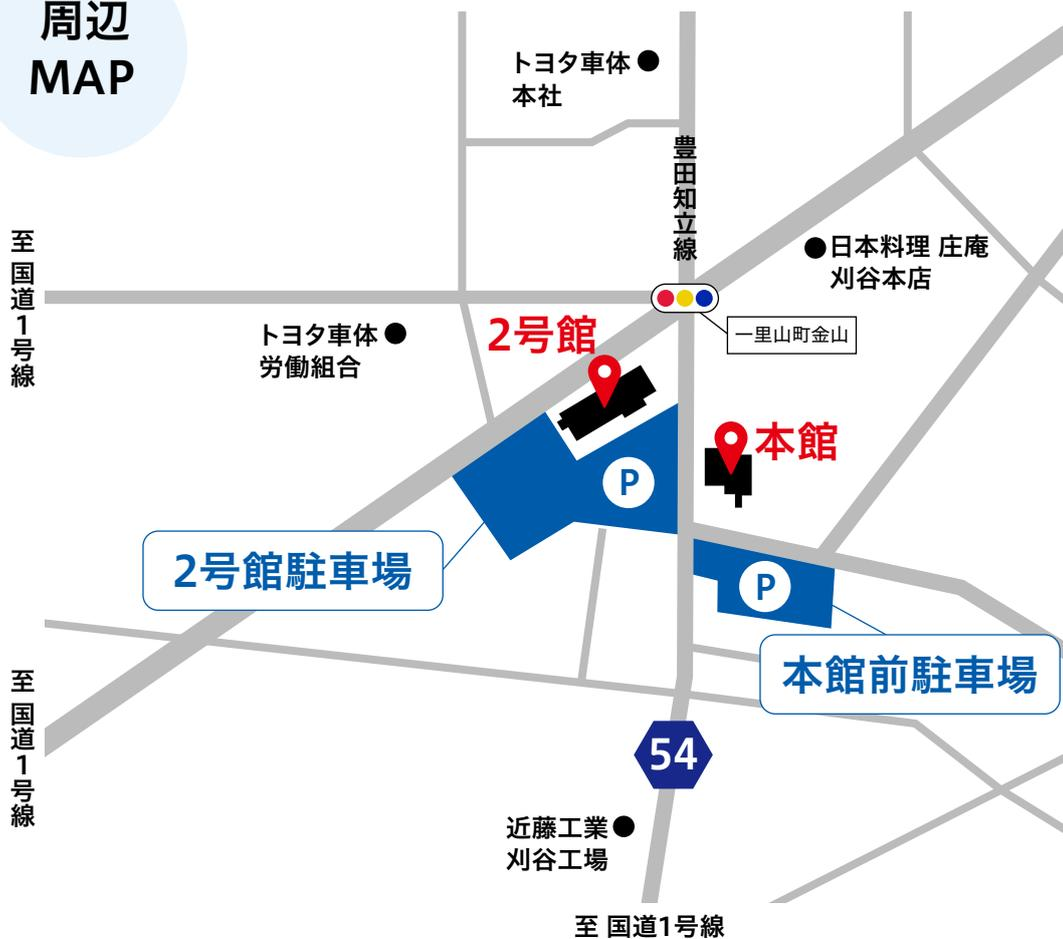 周辺
MAP
トヨタ車体
本社
豊田知立線
至 国道1号線
日本料理 庄庵
刈谷本店
トヨタ車体
労働組合
2号館
一里山町金山
本館
P
2号館駐車場
P
本館前駐車場
至 国道1号線
54
近藤工業
刈谷工場
至 国道1号線